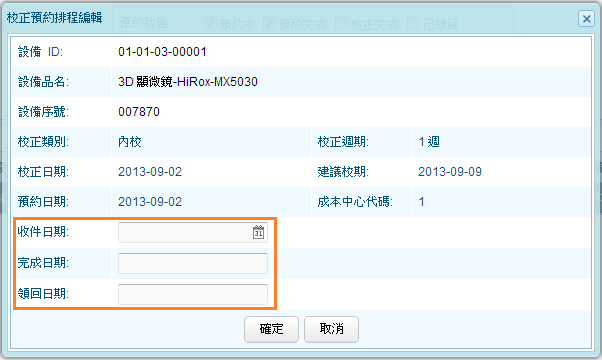 校正預約排程編輯
預約狀態 預約中 預約完成 校正完成 已領回
設備 ID: 01-01-03-00001
設備品名: 3D 顯微鏡-HiRox-MX5030
設備序號: 007870
校正類別: 內校 校正週期: 1 週
校正日期: 2013-09-02 建議校期: 2013-09-09
預約日期: 2013-09-02 成本中心代碼: 1
收件日期: 31
完成日期:
領回日期:
確定 取消